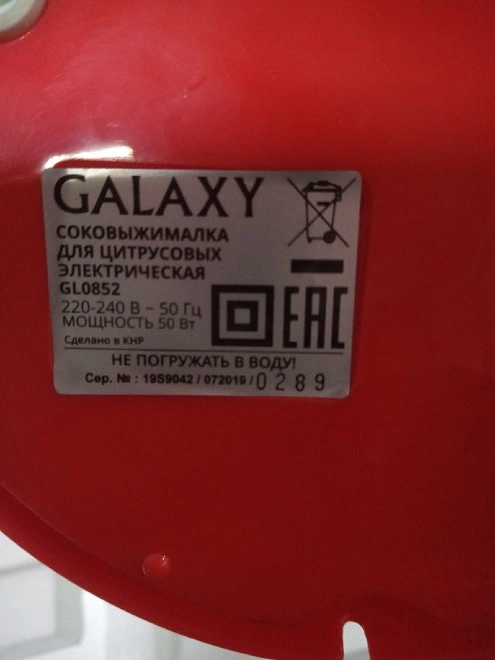 GALAXY
СОКОВЫЖИМАЛКА
ДЛЯ ЦИТРУСОВЫХ
ЭЛЕКТРИЧЕСКАЯ
GL0852
220-240 В ~ 50 Гц
МОЩНОСТЬ 50 Вт
EAC
Сделано в КНР
НЕ ПОГРУЖАТЬ В ВОДУ!
Сер. № : 19S9042 / 072019 / 0289